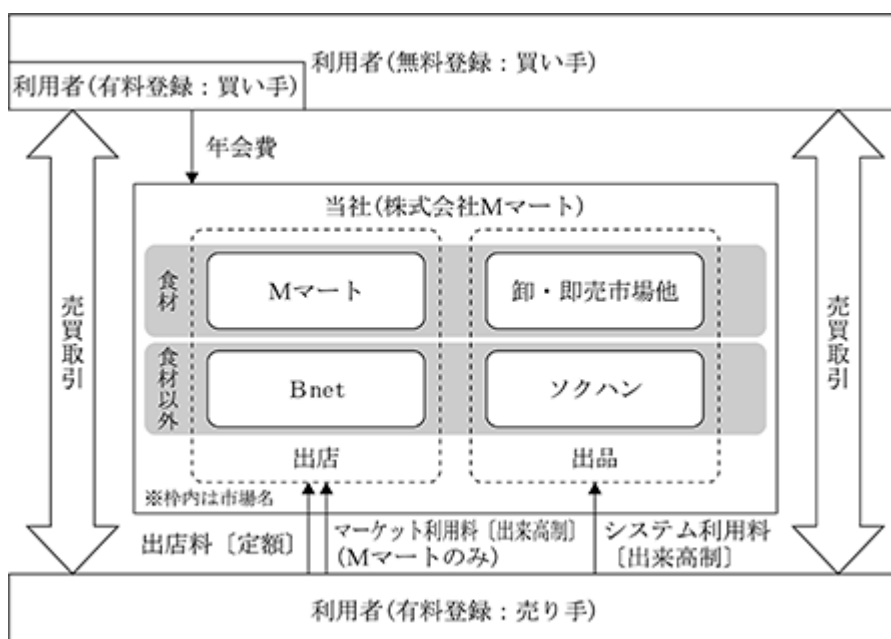 利用者(無料登録：買い手)
利用者(有料登録：買い手)
年会費
当社(株式会社Mマート)
食材
Mマート
卸・即売市場他
食材以外
Bnet
ソクハン
出店
出品
※枠内は市場名
売買取引
売買取引
出店料〔定額〕
マーケット利用料〔出来高制〕
(Mマートのみ)
システム利用料
〔出来高制〕
利用者(有料登録：売り手)